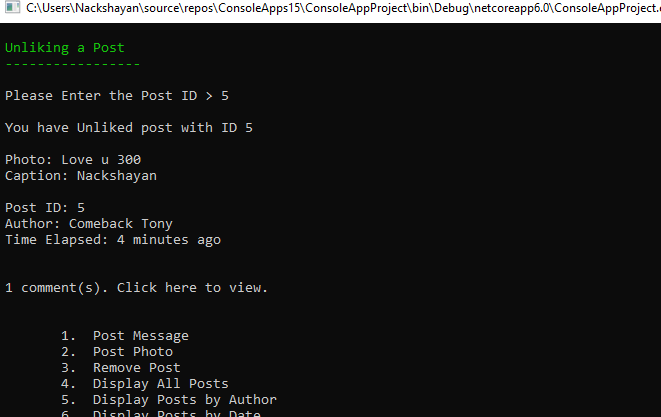 C:\Users\Nackshayan\source\repos\ConsoleApps15\ConsoleAppProject\bin\Debug\netcoreapp6.0\ConsoleAppProject.
Unliking a Post
-----------------
Please Enter the Post ID > 5
You have Unliked post with ID 5
Photo: Love u 300
Caption: Nackshayan
Post ID: 5
Author: Comeback Tony
Time Elapsed: 4 minutes ago
1 comment(s). Click here to view.
1. Post Message
2. Post Photo
3. Remove Post
4. Display All Posts
5. Display Posts by Author
6. Display Posts by Date